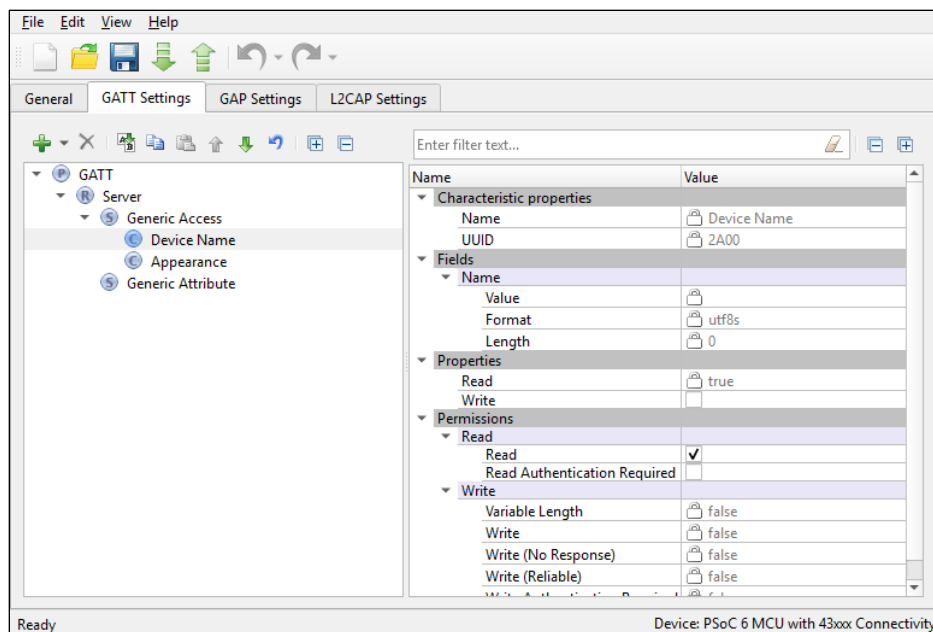 File Edit View Help
General GATT Settings GAP Settings L2CAP Settings
Enter filter text...
P GATT
R Server
S Generic Access
C Device Name
C Appearance
S Generic Attribute
Name Value
Characteristic properties
Name Device Name
UUID 2A00
Fields
Name
Value
Format utf8s
Length 0
Properties
Read true
Write
Permissions
Read
Read
Read Authentication Required
Write
Variable Length false
Write false
Write (No Response) false
Write (Reliable) false
Ready Device: PSoC 6 MCU with 43xxx Connectivity